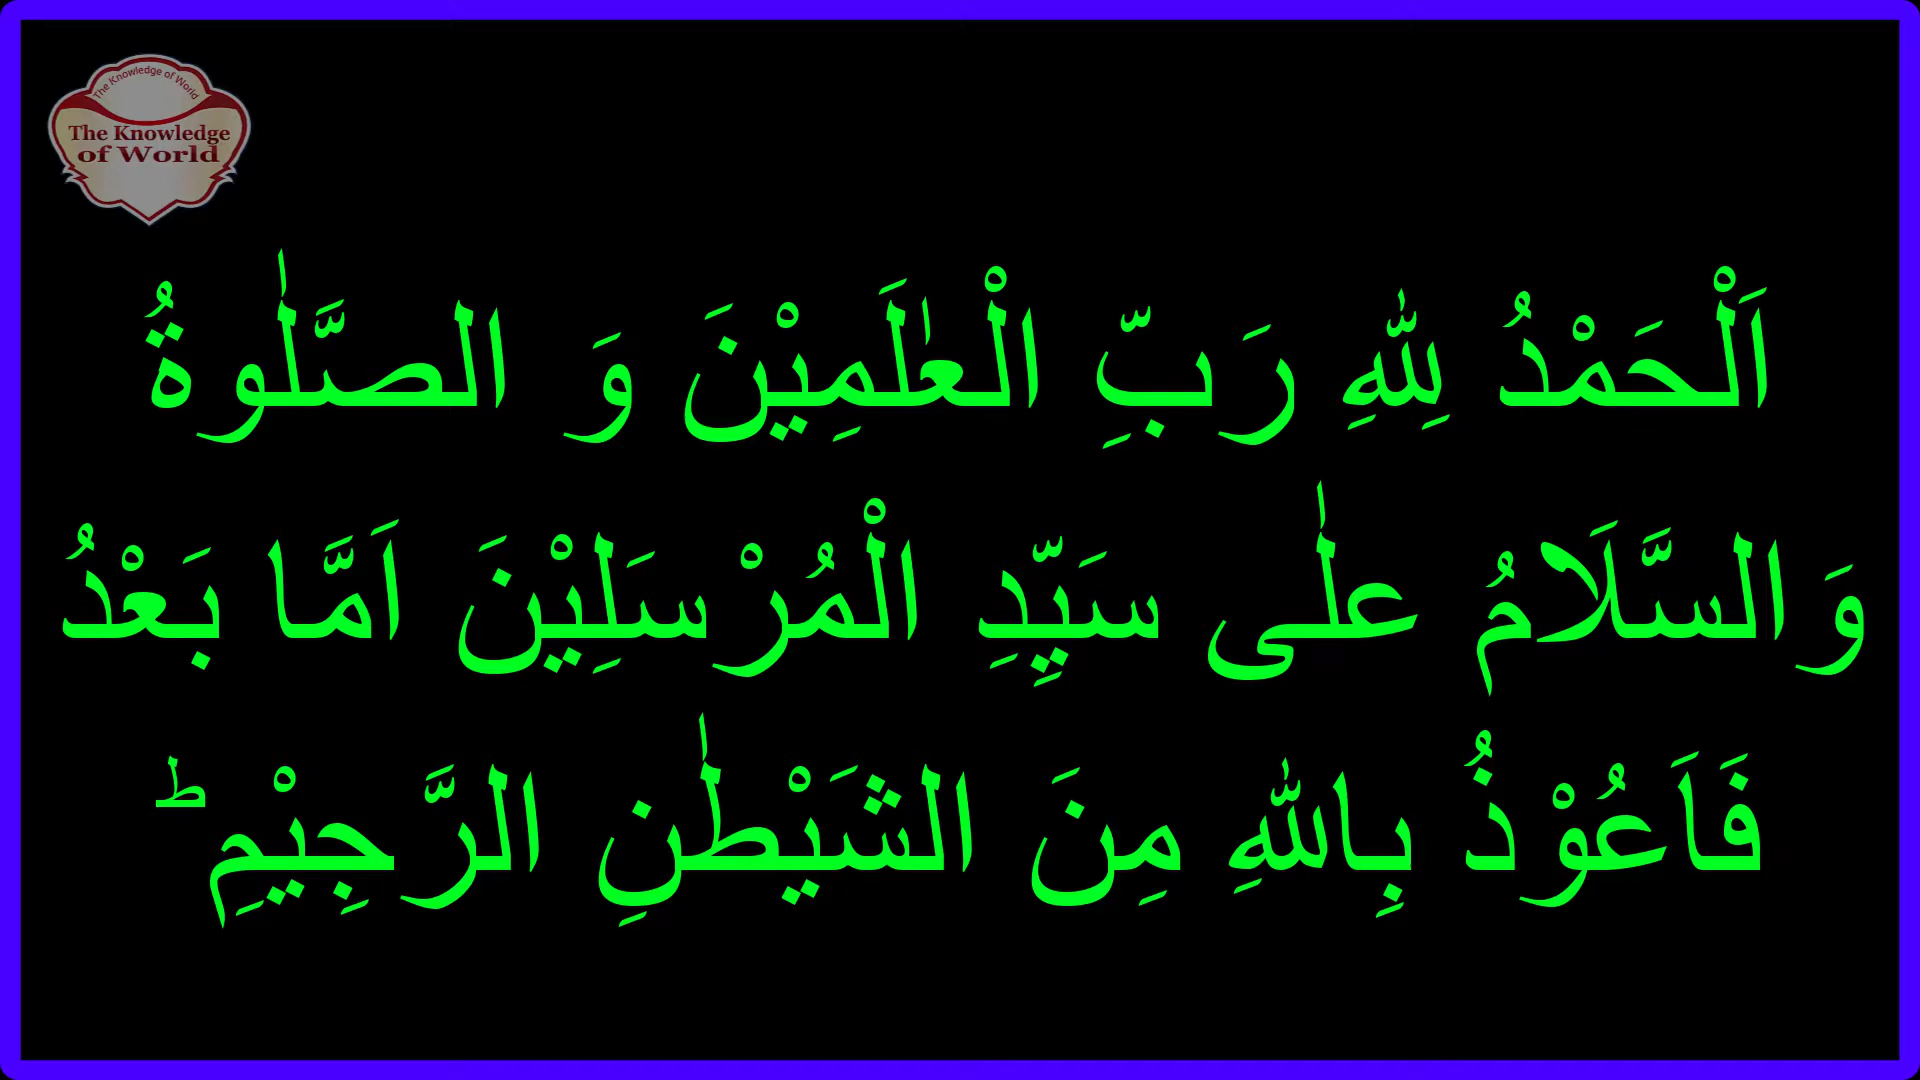 The Knowledge of World
The Knowledge
of World
اَلْحَمْدُ لِلّٰهِ رَبِّ الْعٰلَمِيْنَ وَ الصَّلٰوةُ
وَالسَّلَامُ علٰى سَيِّدِ الْمُرْسَلِيْنَ اَمَّا بَعْدُ
فَاَعُوْذُ بِاللّٰهِ مِنَ الشَيْطٰنِ الرَّجِيْمِ ؕ